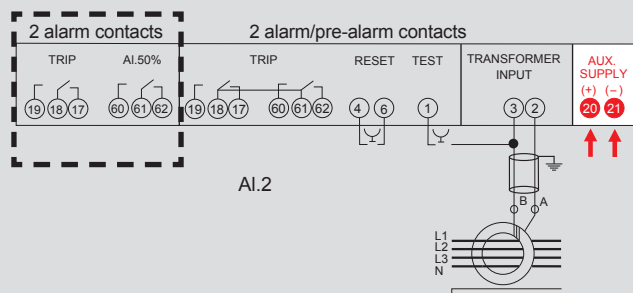 2 alarm contacts 2 alarm/pre-alarm contacts
TRIP Al.50% TRIP RESET TEST TRANSFORMER INPUT AUX. SUPPLY
(+) (−)
19 18 17 60 61 62 19 18 17 60 61 62 4 6 1 3 2 20 21
Al.2
B A
L1
L2
L3
N